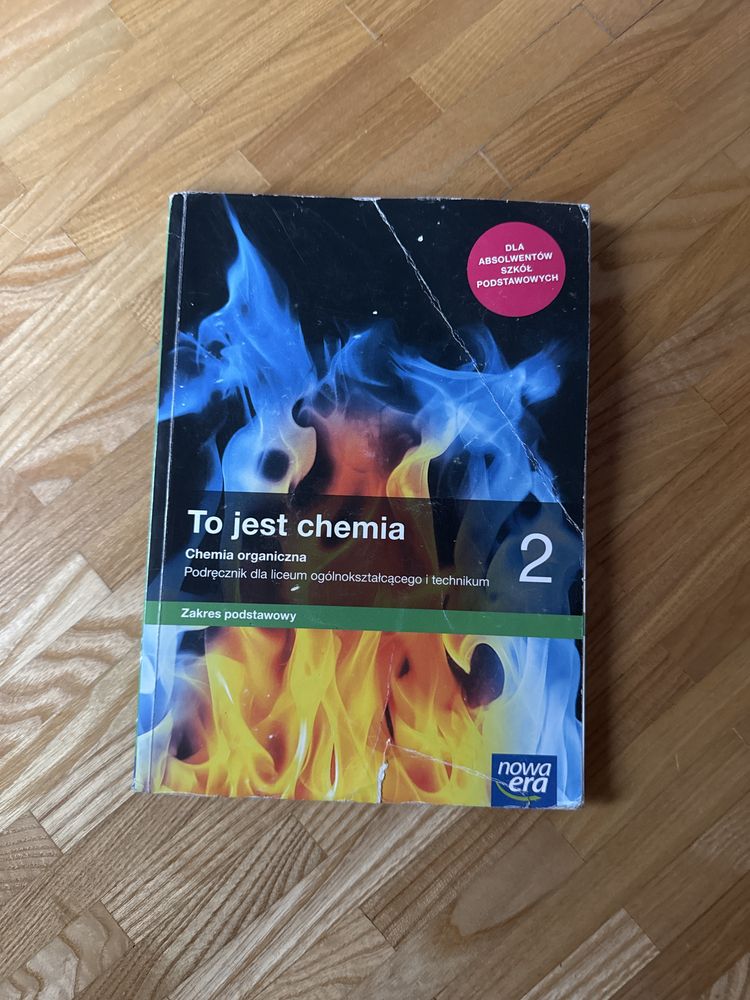 DLA
ABSOLWENTÓW
SZKÓŁ
PODSTAWOWYCH
To jest chemia
2
Chemia organiczna
Podręcznik dla liceum ogólnokształcącego i technikum
Zakres podstawowy
nowa
era